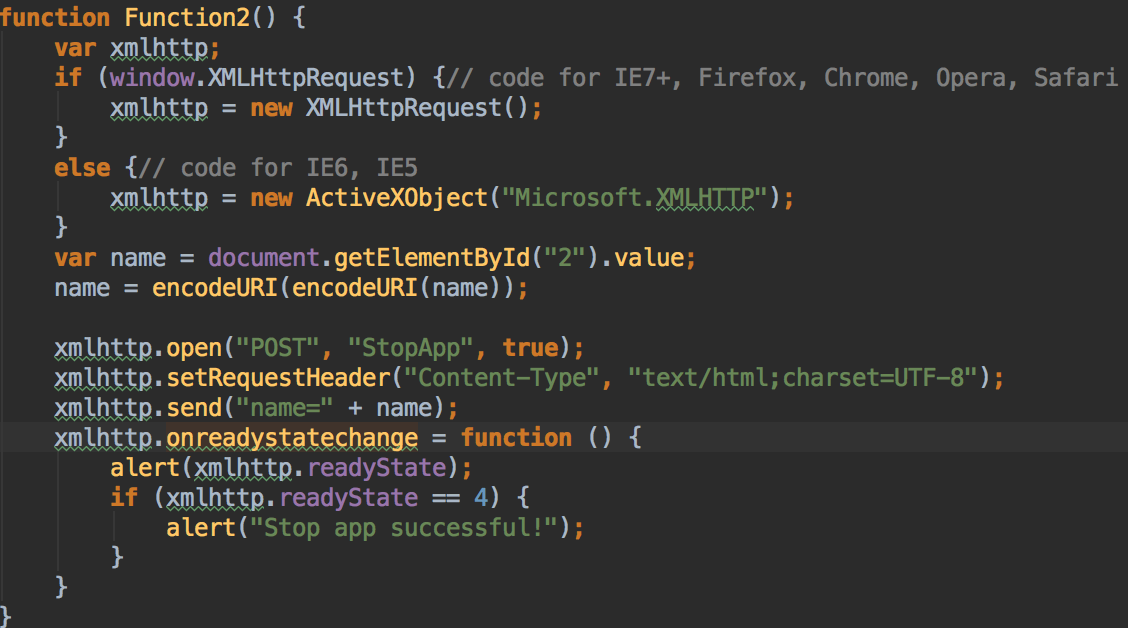 function Function2() {
    var xmlhttp;
    if (window.XMLHttpRequest) {// code for IE7+, Firefox, Chrome, Opera, Safari
        xmlhttp = new XMLHttpRequest();
    }
    else {// code for IE6, IE5
        xmlhttp = new ActiveXObject("Microsoft.XMLHTTP");
    }
    var name = document.getElementById("2").value;
    name = encodeURI(encodeURI(name));

    xmlhttp.open("POST", "StopApp", true);
    xmlhttp.setRequestHeader("Content-Type", "text/html;charset=UTF-8");
    xmlhttp.send("name=" + name);
    xmlhttp.onreadystatechange = function () {
        alert(xmlhttp.readyState);
        if (xmlhttp.readyState == 4) {
            alert("Stop app successful!");
        }
    }
}